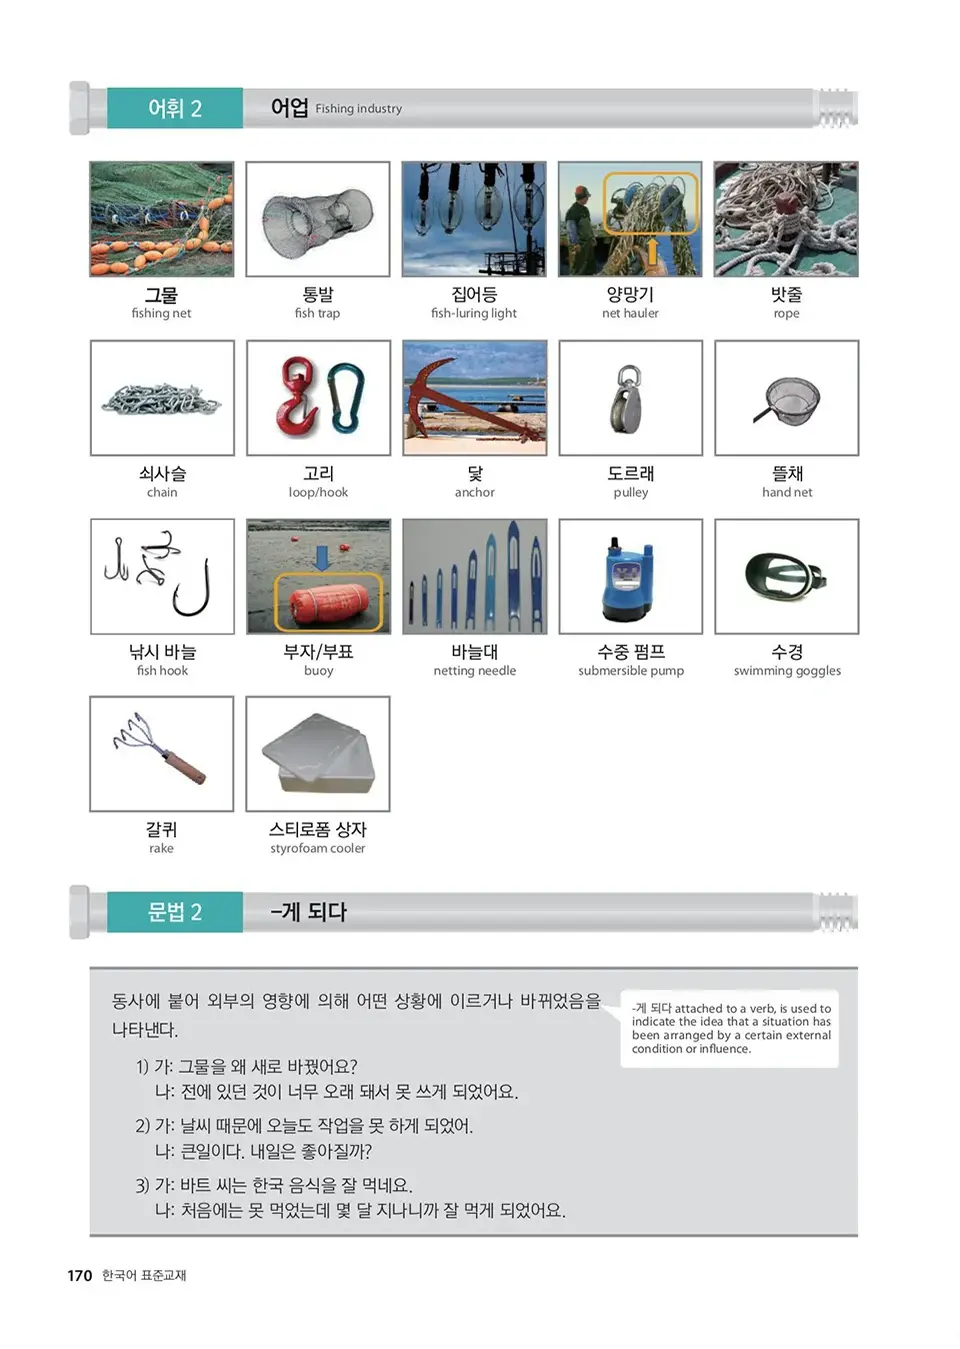 어휘 2
어업 Fishing industry
그물 통발 집어등 양망기 밧줄
fishing net fish trap fish-luring light net hauler rope
쇠사슬 고리 닻 도르래 뜰채
chain loop/hook anchor pulley hand net
낚시 바늘 부자/부표 바늘대 수중 펌프 수경
fish hook buoy netting needle submersible pump swimming goggles
갈퀴 스티로폼 상자
rake styrofoam cooler
문법 2
-게 되다
동사에 붙어 외부의 영향에 의해 어떤 상황에 이르거나 바뀌었음을
나타낸다.
-게 되다 attached to a verb, is used to
indicate the idea that a situation has
been arranged by a certain external
condition or influence.
1) 가: 그물을 왜 새로 바꿨어요?
나: 전에 있던 것이 너무 오래 돼서 못 쓰게 되었어요.
2) 가: 날씨 때문에 오늘도 작업을 못 하게 되었어.
나: 큰일이다. 내일은 좋아질까?
3) 가: 바트 씨는 한국 음식을 잘 먹네요.
나: 처음에는 못 먹었는데 몇 달 지나니까 잘 먹게 되었어요.
170 한국어 표준교재